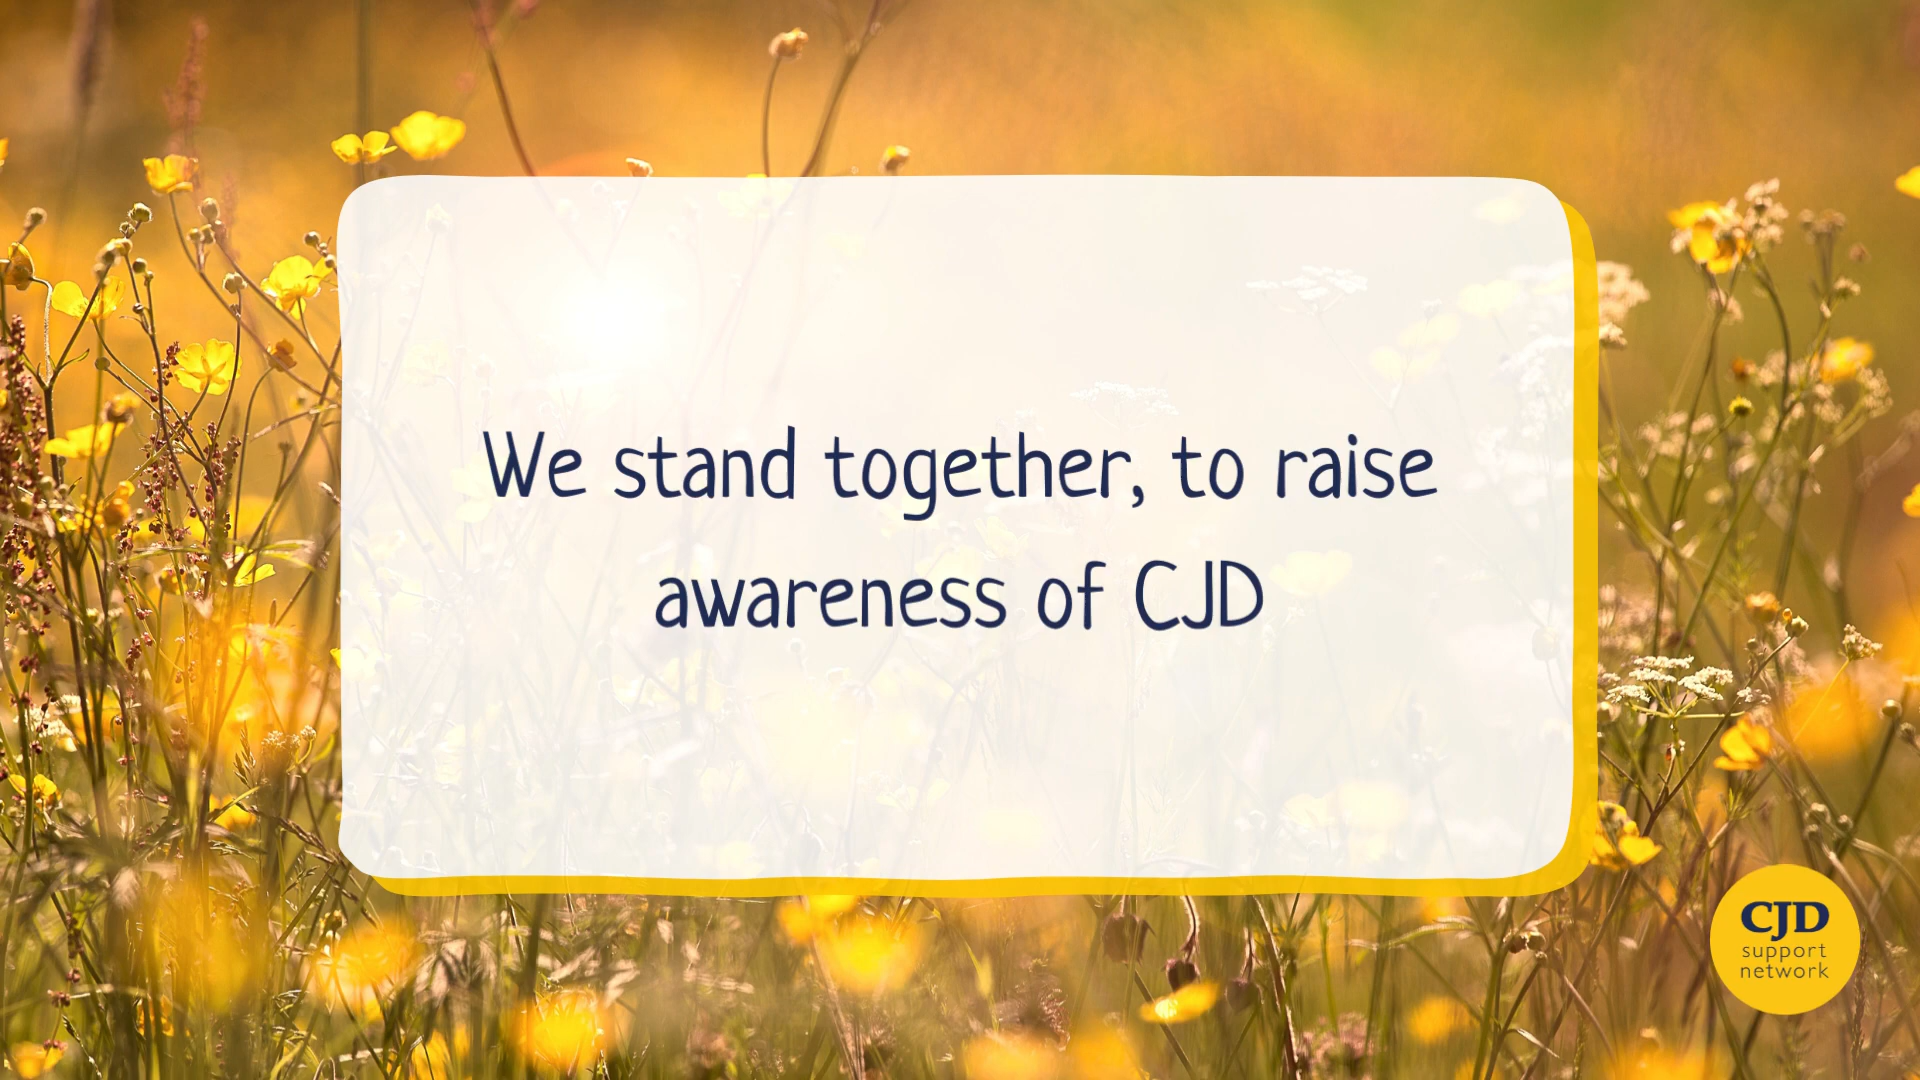 We stand together, to raise
awareness of CJD
CJD
support
network